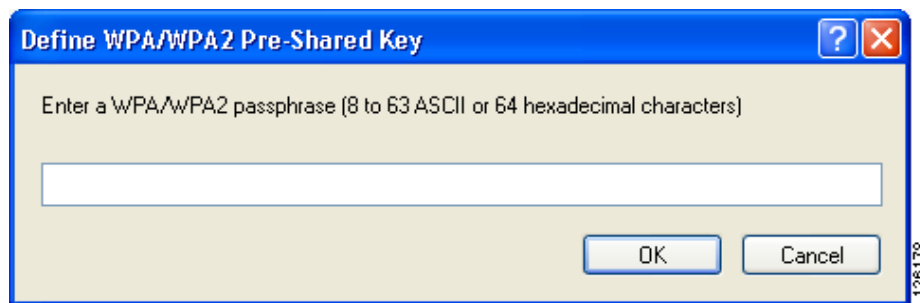 Define WPA/WPA2 Pre-Shared Key
?
Enter a WPA/WPA2 passphrase (8 to 63 ASCII or 64 hexadecimal characters)
OK Cancel